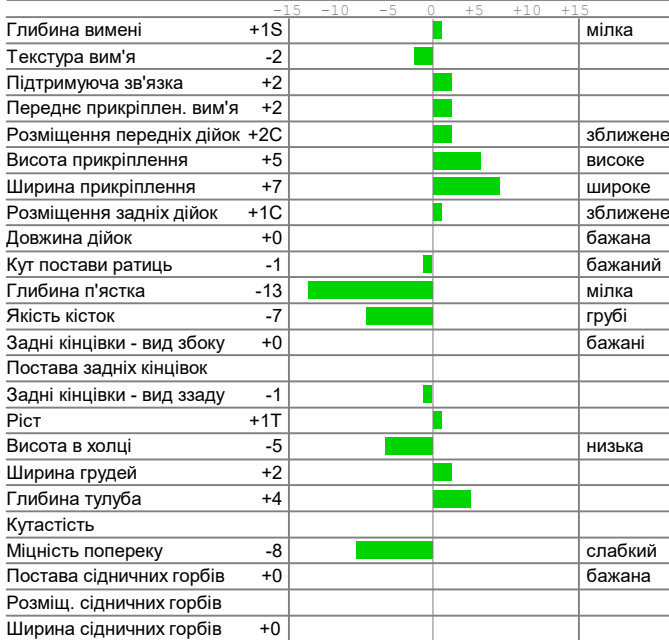 -15 -10 -5 0 +5 +10 +15
Глибина вимені +1S мілка
Текстура вим'я -2
Підтримуюча зв'язка +2
Переднє прикріплен. вим'я +2
Розміщення передніх дійок +2C зближене
Висота прикріплення +5 високе
Ширина прикріплення +7 широке
Розміщення задніх дійок +1C зближене
Довжина дійок +0 бажана
Кут постави ратиць -1 бажаний
Глибина п'ястка -13 мілка
Якість кісток -7 грубі
Задні кінцівки - вид збоку +0 бажані
Постава задніх кінцівок
Задні кінцівки - вид ззаду -1
Ріст +1T
Висота в холці -5 низька
Ширина грудей +2
Глибина тулуба +4
Кутастість
Міцність попереку -8 слабкий
Постава сідничних горбів +0 бажана
Розміщ. сідничних горбів
Ширина сідничних горбів +0